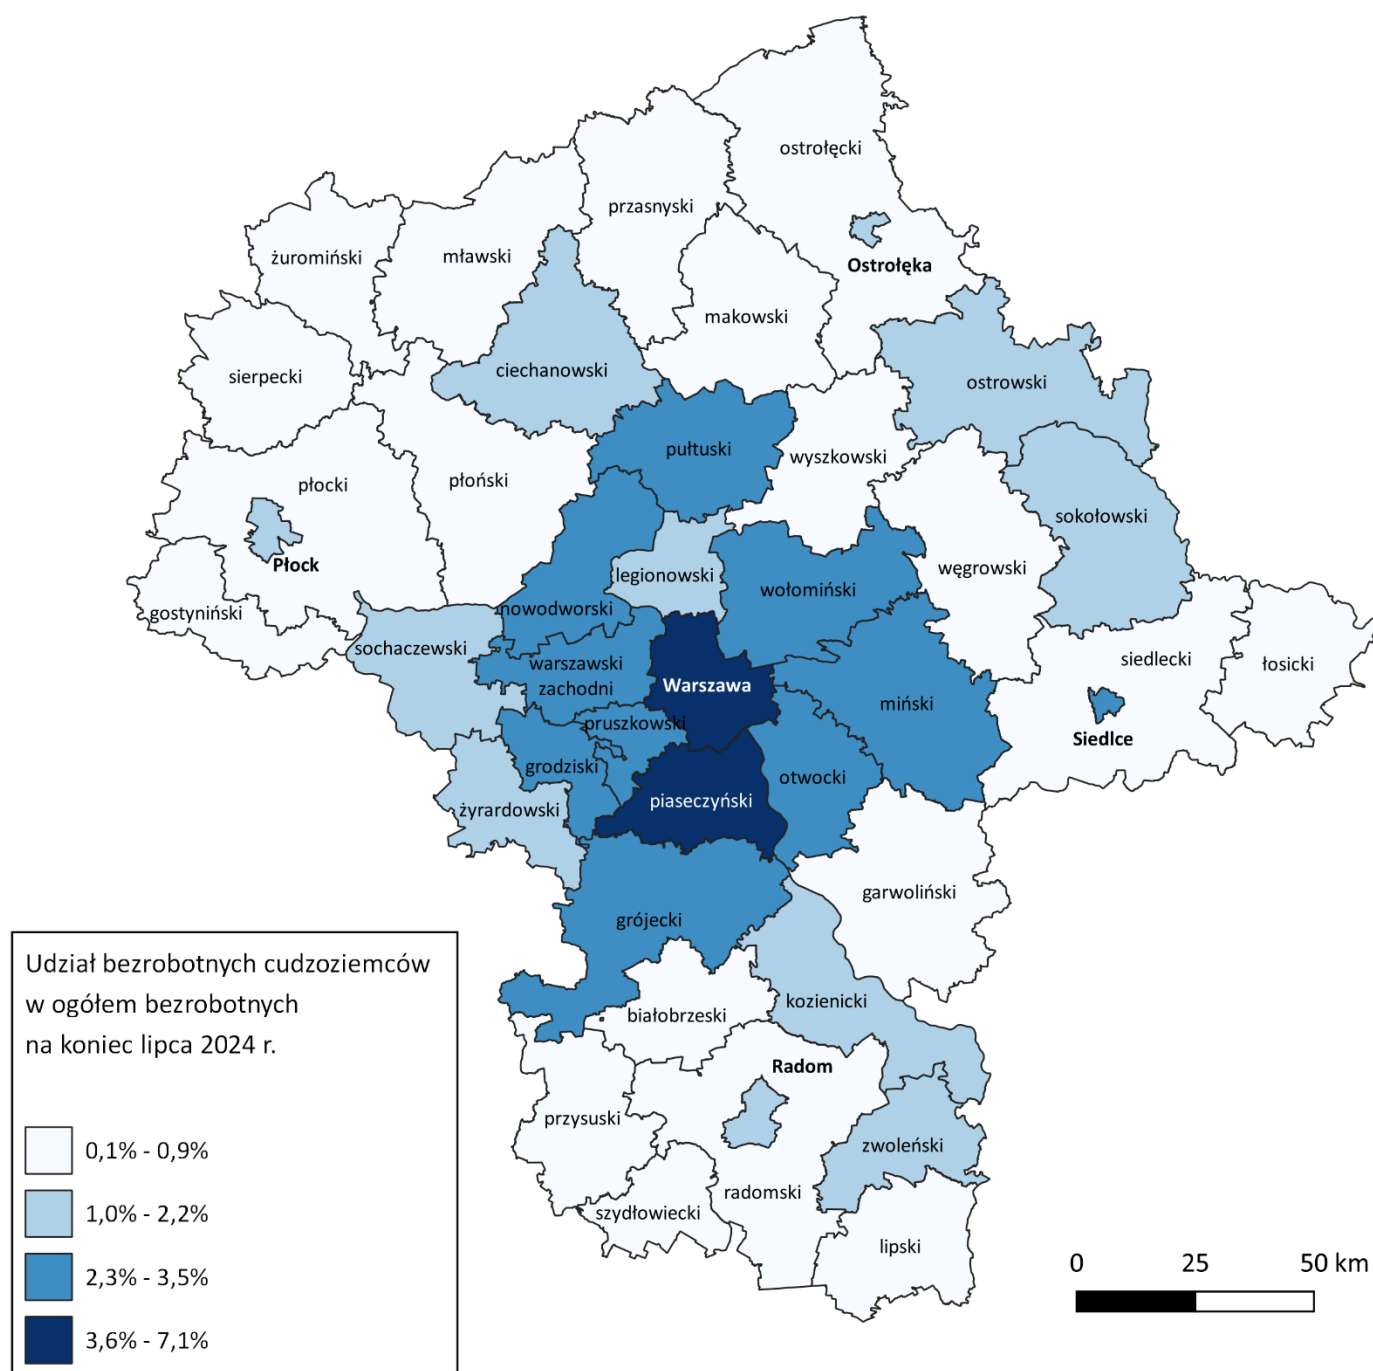 ostrołęcki
przasnyski
Ostrołęka
żuromiński
mławski
makowski
ciechanowski
sierpecki
ostrowski
pułtuski
wyszkowski
płocki
płoński
sokołowski
Płock
legionowski
wołomiński
węgrowski
gostyniński
nowodworski
sochaczewski
warszawski
zachodni
Warszawa
siedlecki
łosicki
miński
pruszkowski
Siedlce
grodziski
otwocki
piaseczyński
żyrardowski
garwoliński
grójecki
kozienicki
białobrzeski
Radom
przysuski
zwoleński
radomski
szydłowiecki
lipski
Udział bezrobotnych cudzoziemców
w ogółem bezrobotnych
na koniec lipca 2024 r.
0,1% - 0,9%
1,0% - 2,2%
2,3% - 3,5%
3,6% - 7,1%
0 25 50 km